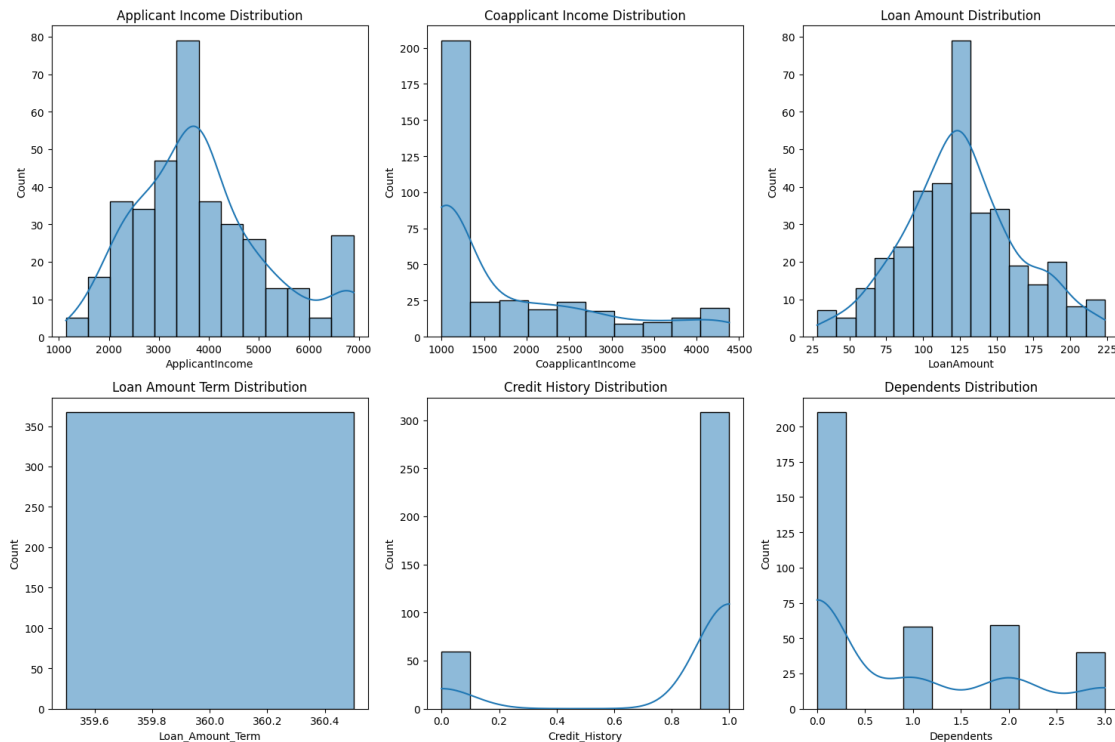 Applicant Income Distribution
80
70
60
50
40
30
20
10
0
Count
1000 2000 3000 4000 5000 6000 7000
ApplicantIncome
Coapplicant Income Distribution
200
175
150
125
100
75
50
25
0
Count
1000 1500 2000 2500 3000 3500 4000 4500
CoapplicantIncome
Loan Amount Distribution
80
70
60
50
40
30
20
10
0
Count
25 50 75 100 125 150 175 200 225
LoanAmount
Loan Amount Term Distribution
350
300
250
200
150
100
50
0
Count
359.6 359.8 360.0 360.2 360.4
Loan_Amount_Term
Credit History Distribution
300
250
200
150
100
50
0
Count
0.0 0.2 0.4 0.6 0.8 1.0
Credit_History
Dependents Distribution
200
175
150
125
100
75
50
25
0
Count
0.0 0.5 1.0 1.5 2.0 2.5 3.0
Dependents